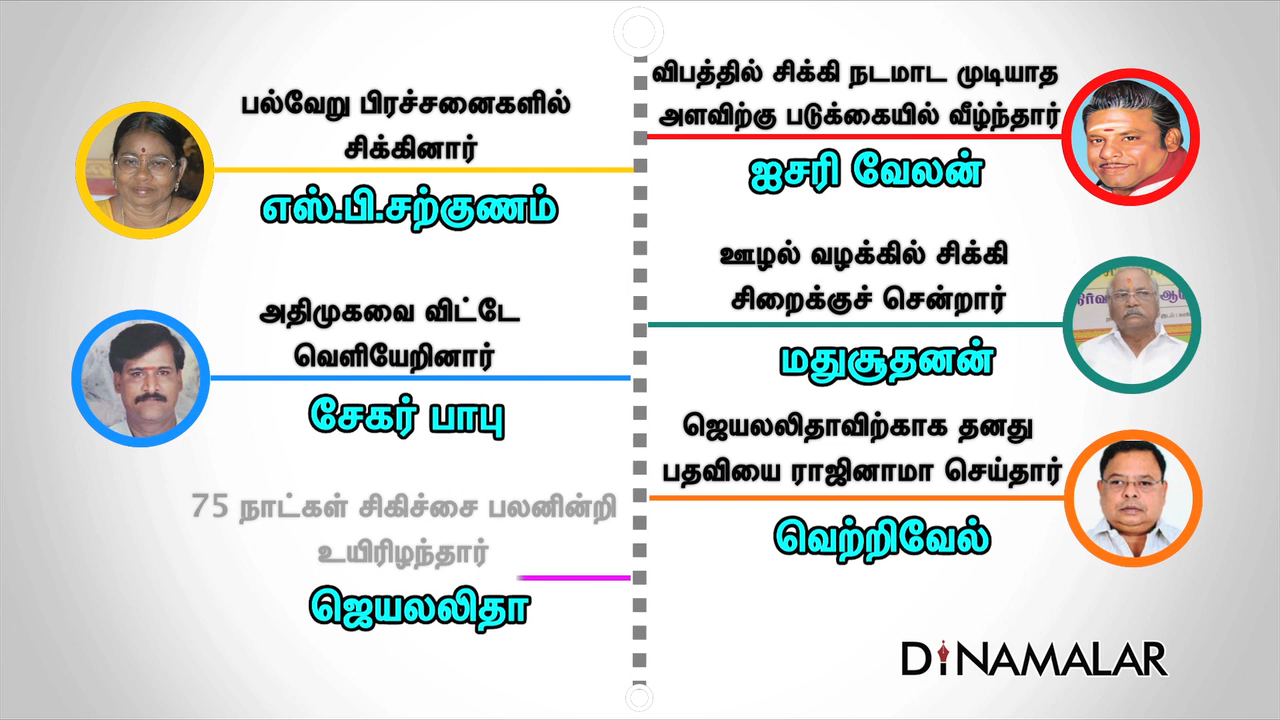 விபத்தில் சிக்கி நடமாட முடியாத
அளவிற்கு படுக்கையில் வீழ்ந்தார்
ஐசரி வேலன்
பல்வேறு பிரச்சனைகளில்
சிக்கினார்
எஸ்.பி.சற்குணம்
ஊழல் வழக்கில் சிக்கி
சிறைக்குச் சென்றார்
மதுசூதனன்
அதிமுகவை விட்டே
வெளியேறினார்
சேகர் பாபு
ஜெயலலிதாவிற்காக தனது
பதவியை ராஜினாமா செய்தார்
வெற்றிவேல்
75 நாட்கள் சிகிச்சை பலனின்றி
உயிரிழந்தார்
ஜெயலலிதா
DINAMALAR